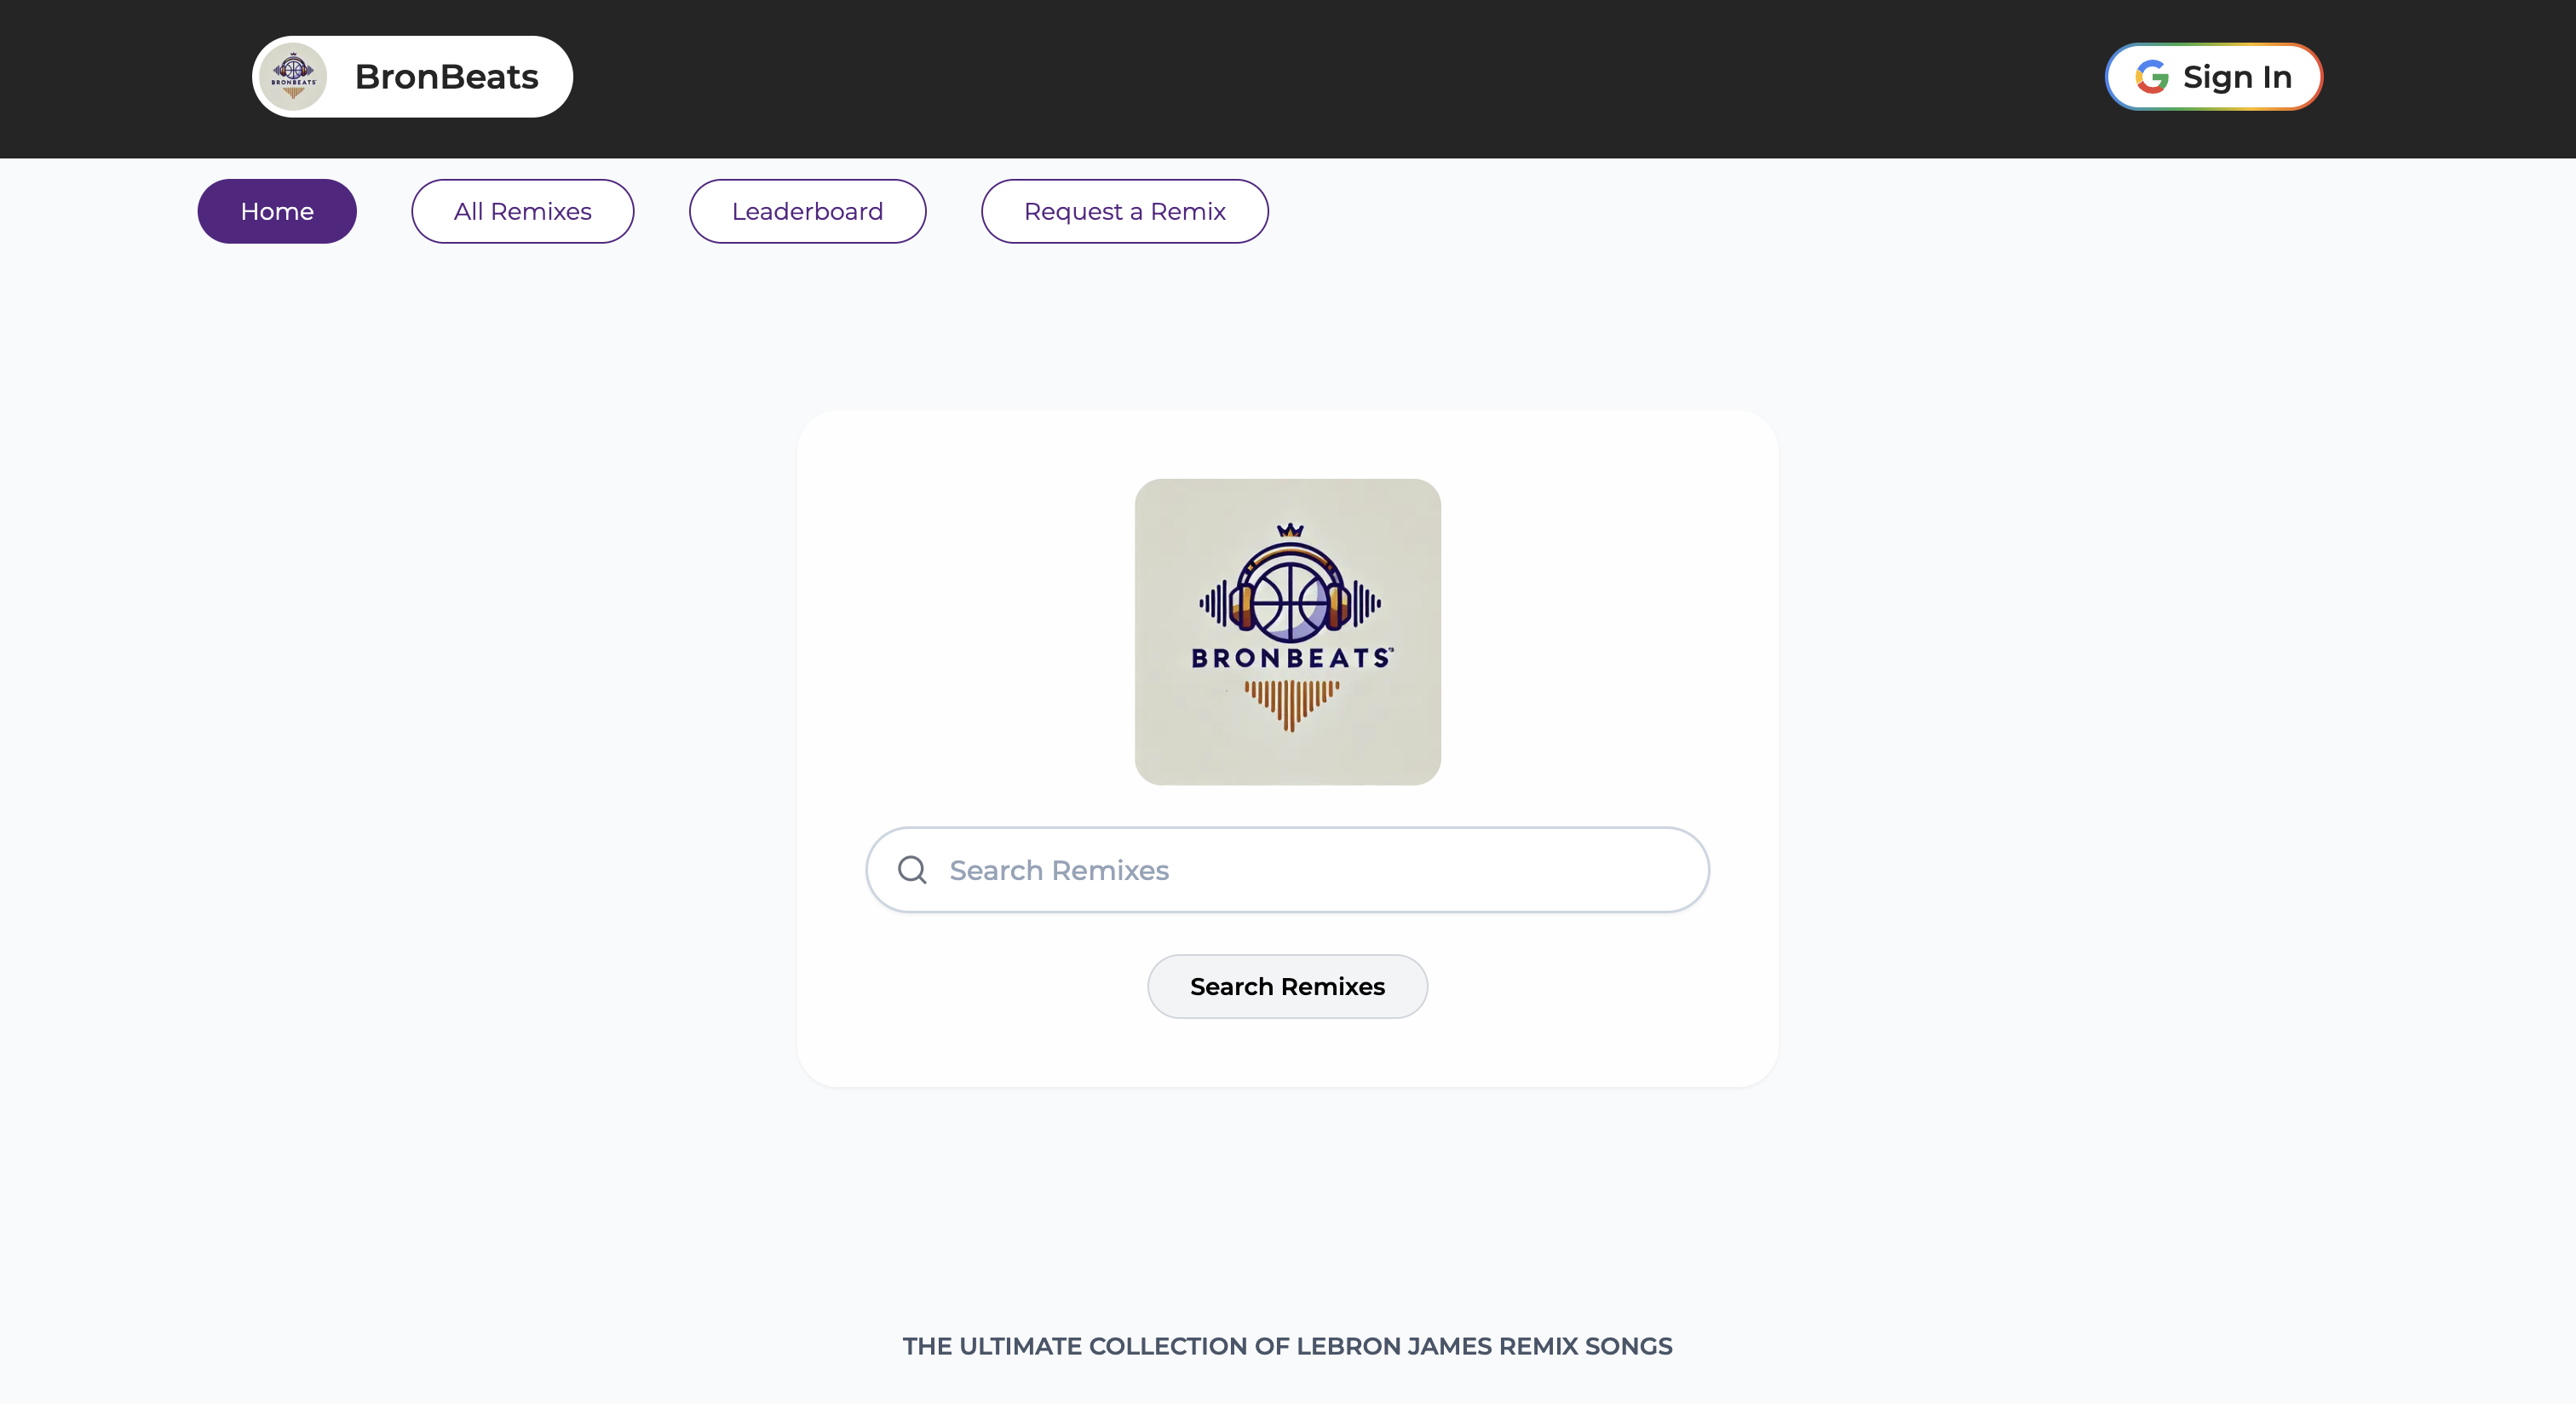 BRONBEATS
BronBeats
Sign In
Home
All Remixes
Leaderboard
Request a Remix
BRONBEATS
Search Remixes
Search Remixes
THE ULTIMATE COLLECTION OF LEBRON JAMES REMIX SONGS